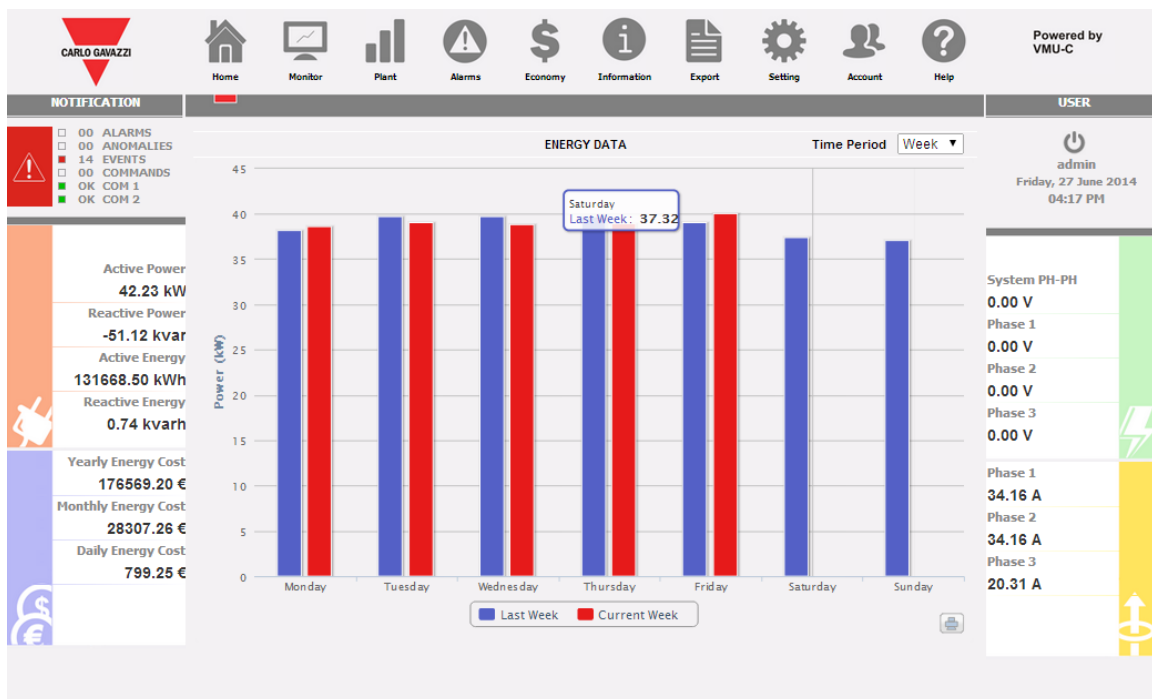 CARLO GAVAZZI
Home
Monitor
Plant
Alarms
Economy
Information
Export
Setting
Account
Help
Powered by
VMU-C
NOTIFICATION
USER
00 ALARMS
00 ANOMALIES
14 EVENTS
00 COMMANDS
OK COM 1
OK COM 2
Active Power
42.23 kW
Reactive Power
-51.12 kvar
Active Energy
131668.50 kWh
Reactive Energy
0.74 kvarh
Yearly Energy Cost
176569.20 €
Monthly Energy Cost
28307.26 €
Daily Energy Cost
799.25 €
ENERGY DATA
Time Period Week
45
40
35
30
25
20
15
10
5
0
Power (kW)
Saturday
Last Week: 37.32
Monday Tuesday Wednesday Thursday Friday Saturday Sunday
Last Week Current Week
admin
Friday, 27 June 2014
04:17 PM
System PH-PH
0.00 V
Phase 1
0.00 V
Phase 2
0.00 V
Phase 3
0.00 V
Phase 1
34.16 A
Phase 2
34.16 A
Phase 3
20.31 A